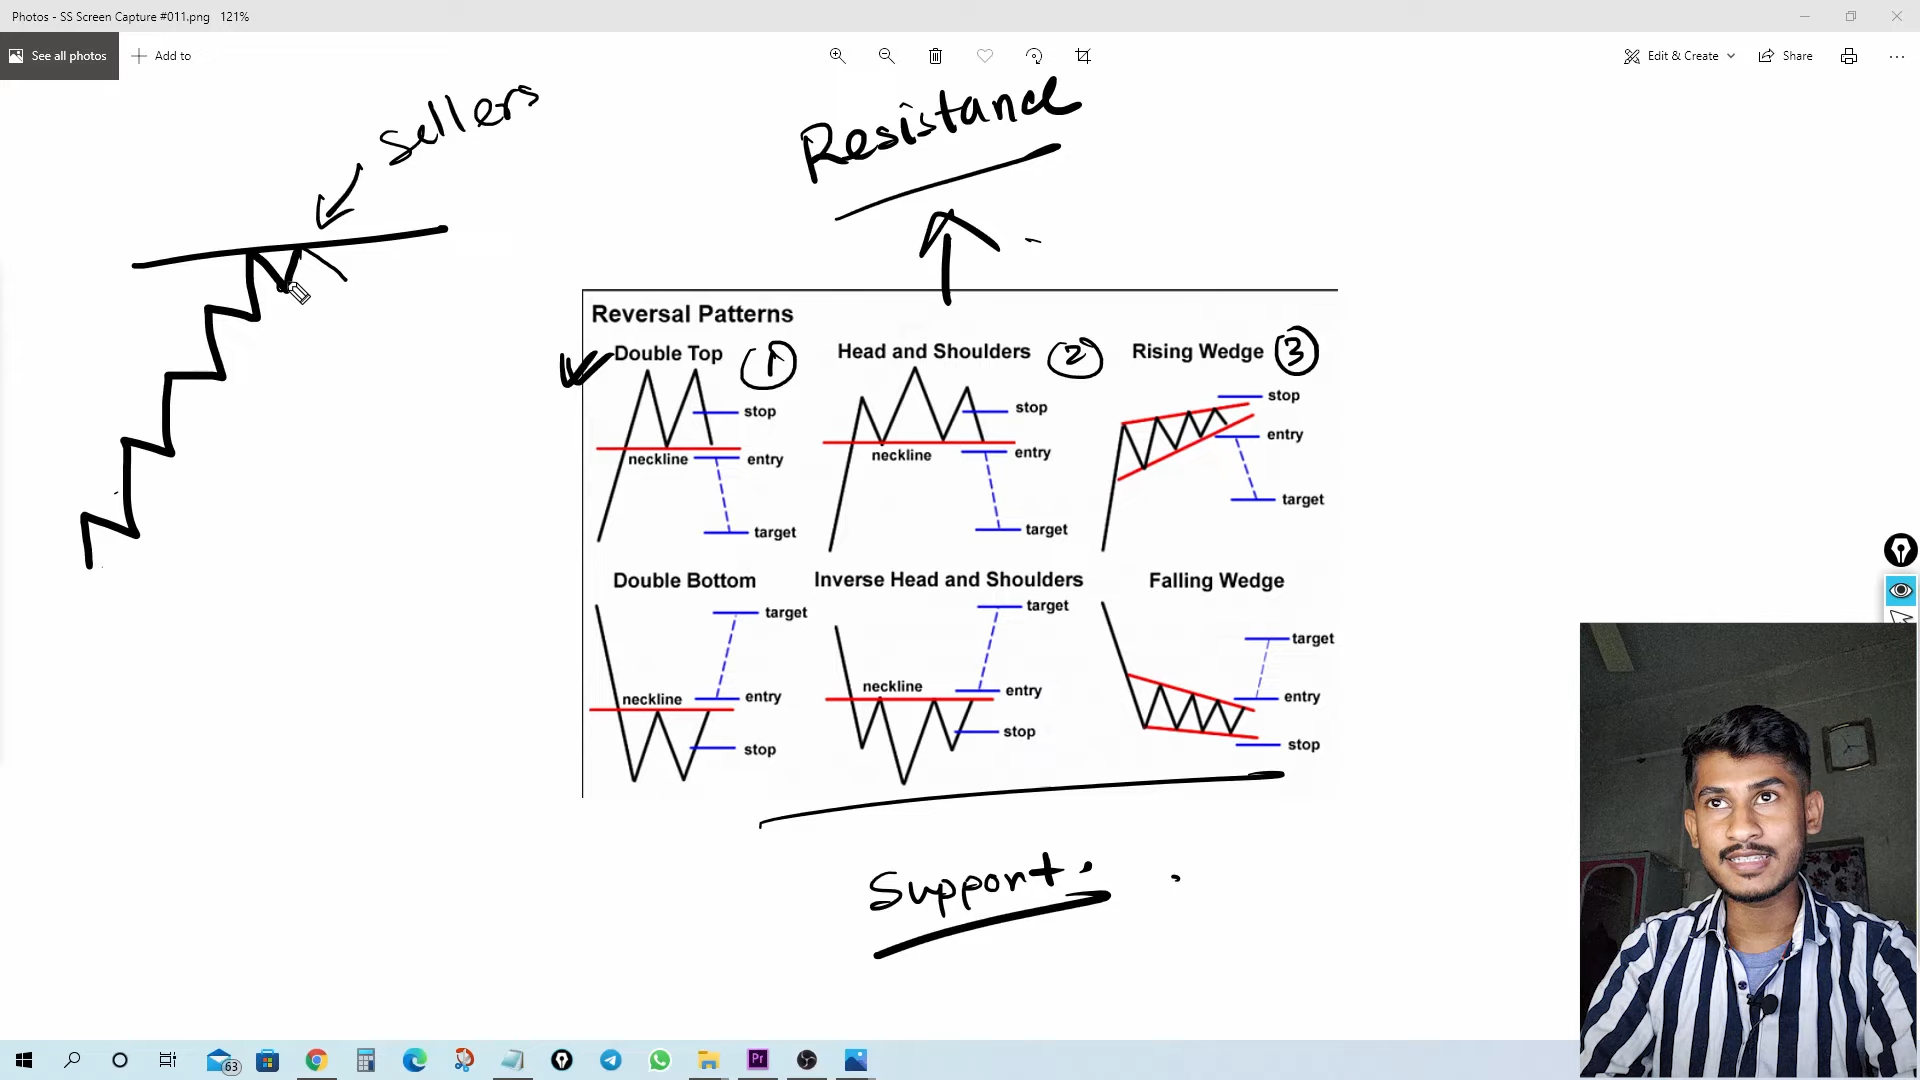 Photos - SS Screen Capture #011.png 121%
See all photos
Add to
Edit & Create
Share
sellers
Resistance
Reversal Patterns
Double Top
1
stop
neckline
entry
target
Head and Shoulders
2
stop
neckline
entry
target
Rising Wedge
3
stop
entry
target
Double Bottom
target
neckline
entry
stop
Inverse Head and Shoulders
target
neckline
entry
stop
Falling Wedge
target
entry
stop
Support.
63
Pr